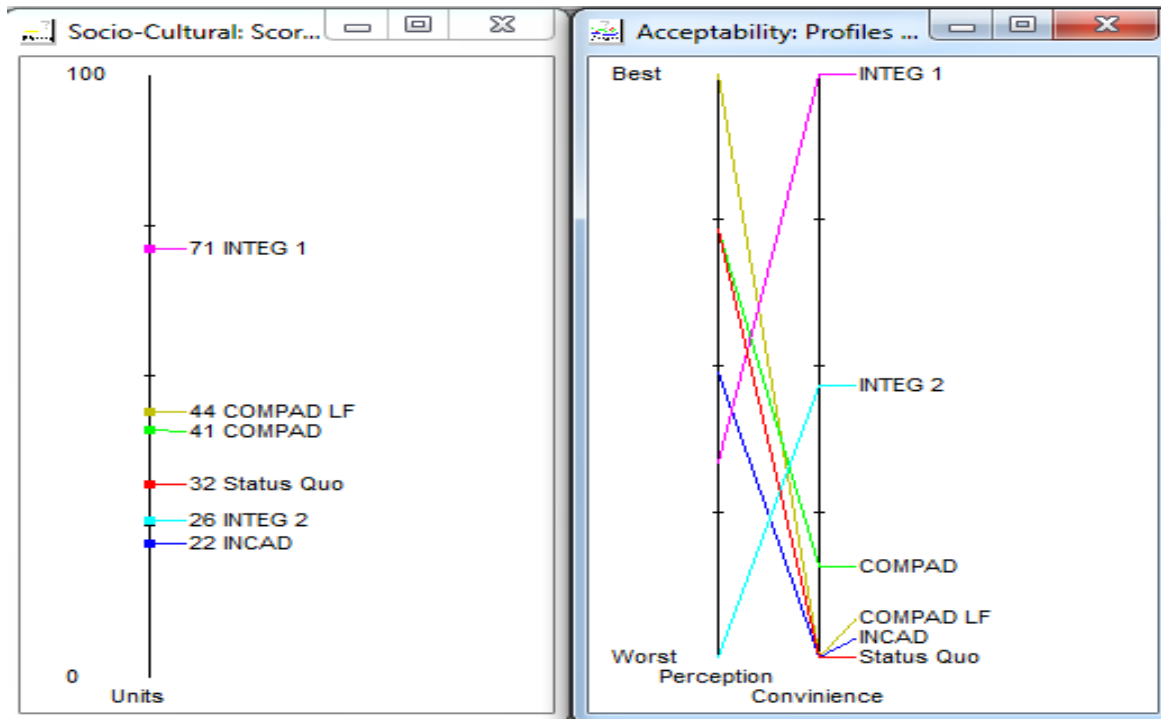 Socio-Cultural: Scor...
100
71 INTEG 1
44 COMPAD LF
41 COMPAD
32 Status Quo
26 INTEG 2
22 INCAD
0
Units
Acceptability: Profiles ...
Best
INTEG 1
INTEG 2
COMPAD
COMPAD LF
INCAD
Status Quo
Worst
Perception
Convinience